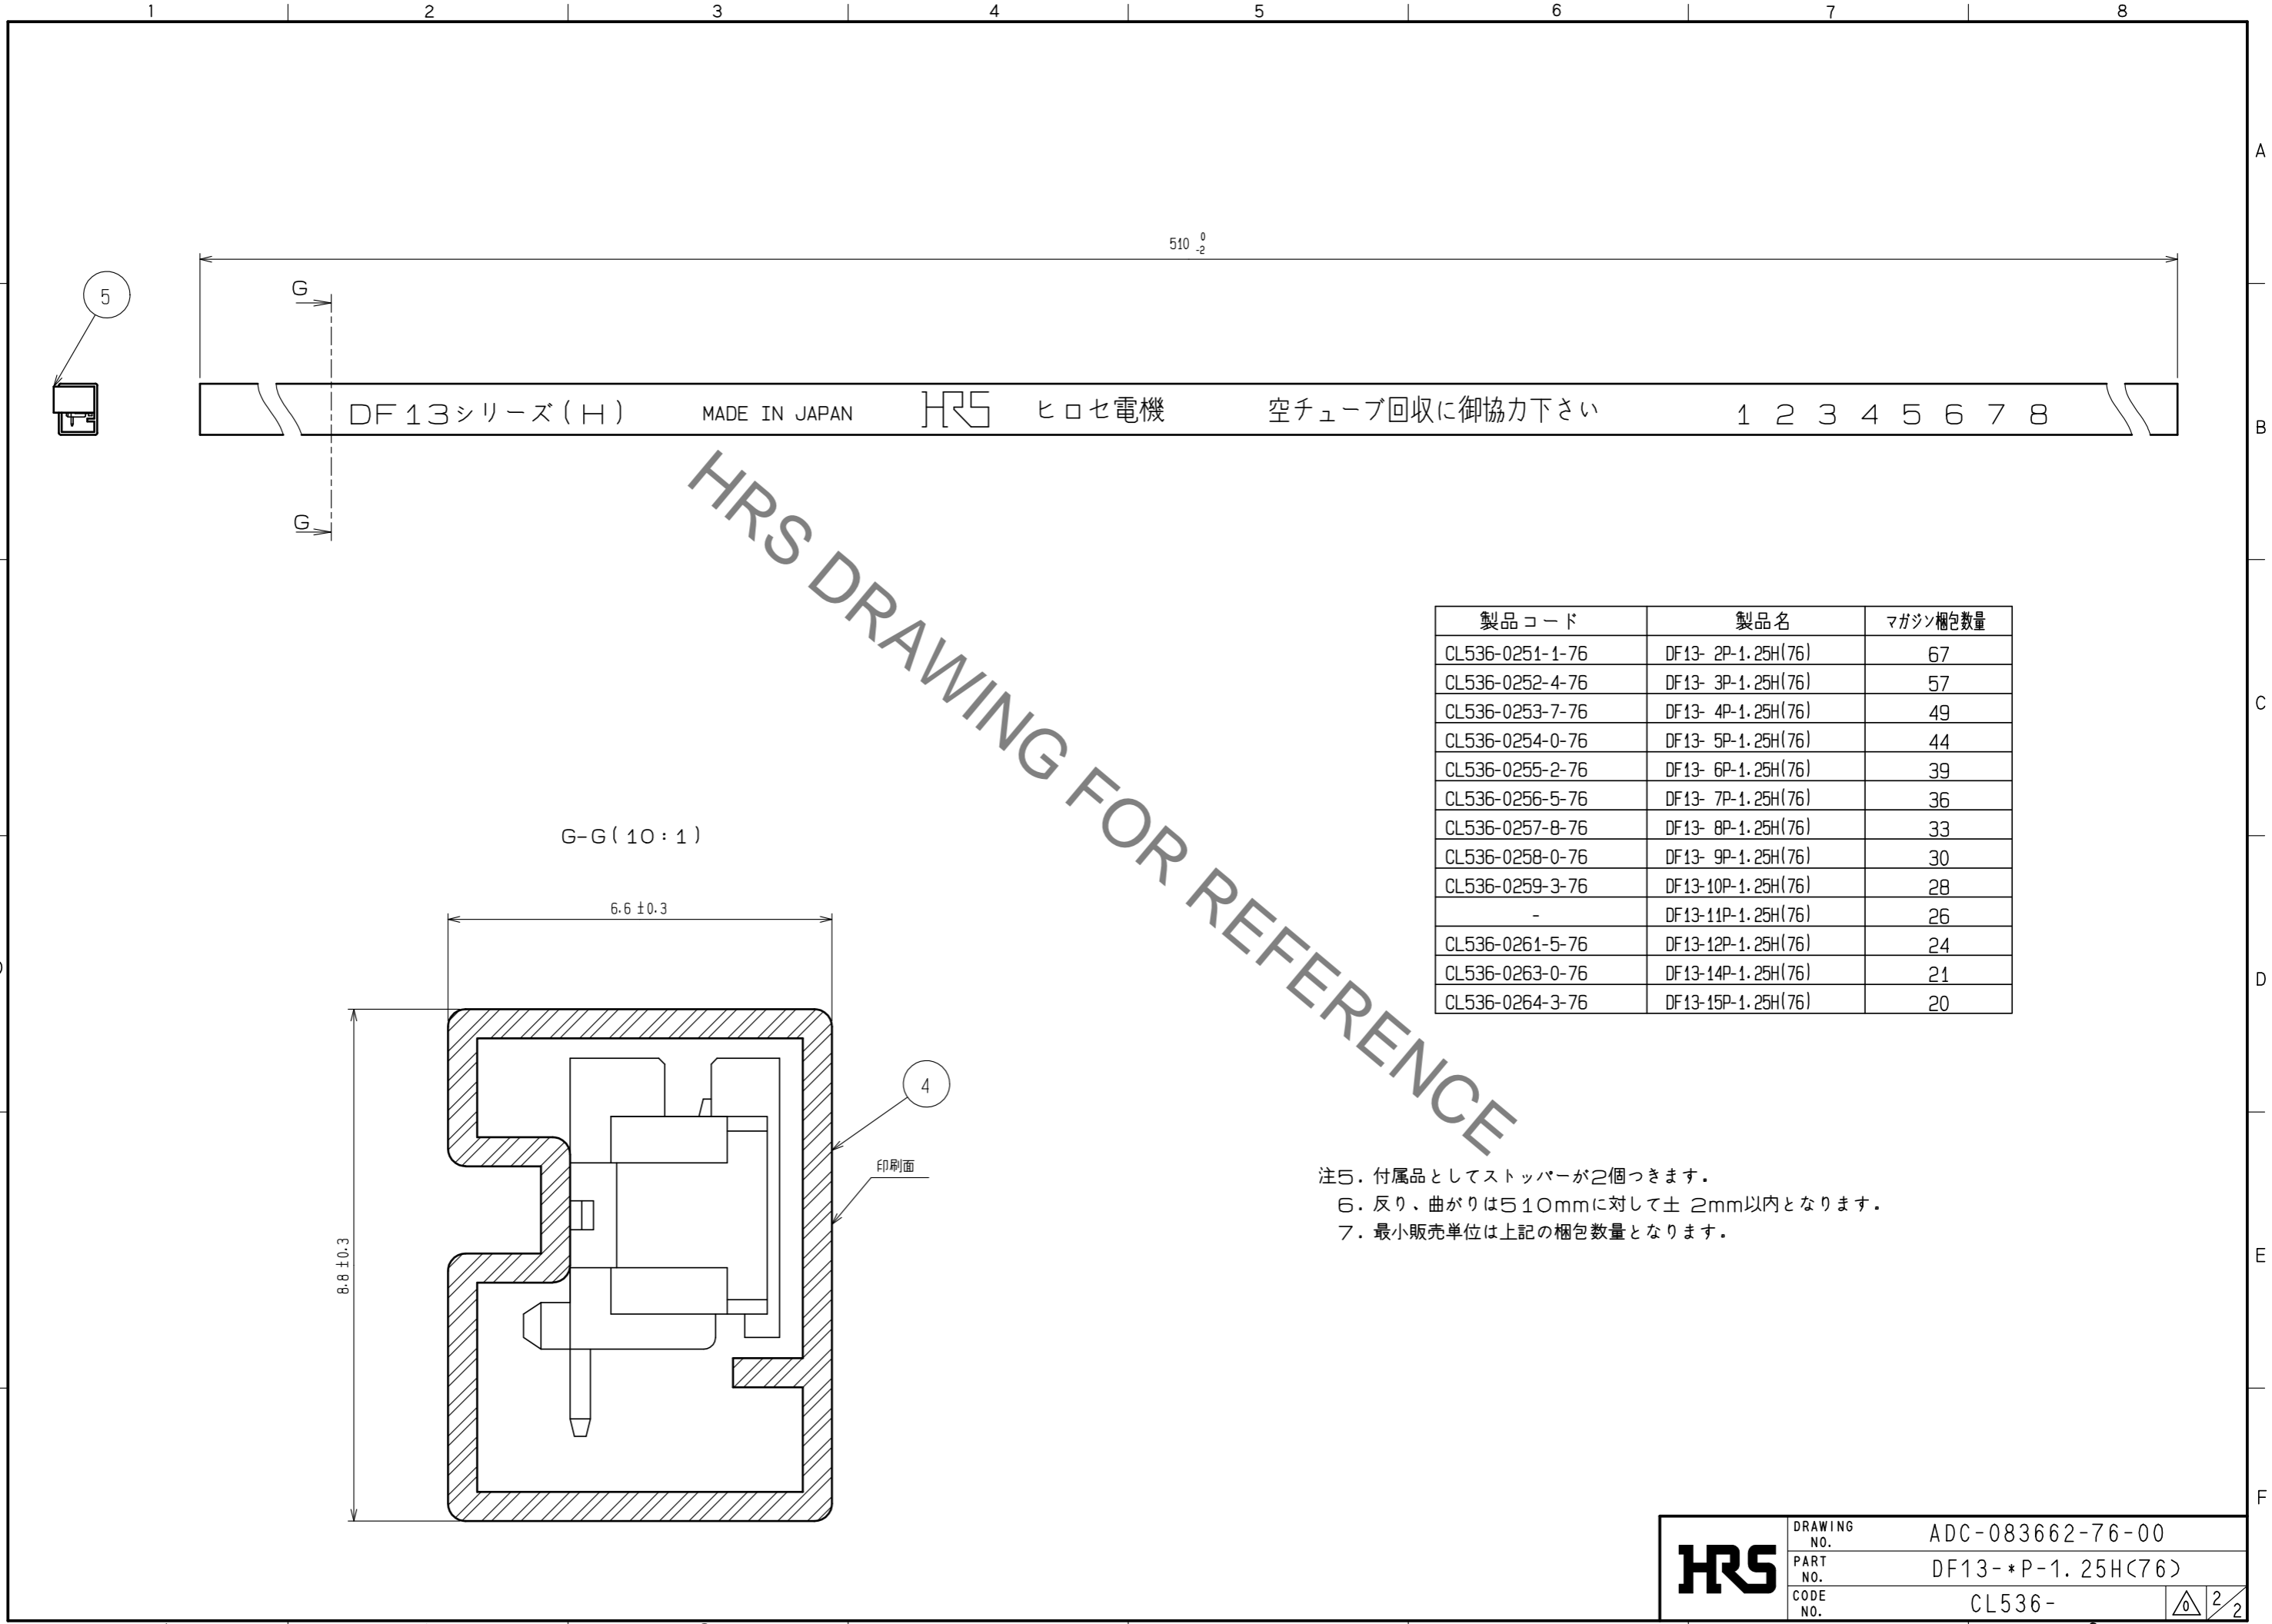 1 2 3 4 5 6 7 8
510 0 -2
A
5
G
DF13シリーズ(H) MADE IN JAPAN HRS ヒロセ電機 空チューブ回収に御協力下さい 1 2 3 4 5 6 7 8
B
G
HRS DRAWING FOR REFERENCE
製品コード 製品名 マガジン梱包数量
CL536-0251-1-76 DF13- 2P-1.25H(76) 67
CL536-0252-4-76 DF13- 3P-1.25H(76) 57
CL536-0253-7-76 DF13- 4P-1.25H(76) 49
CL536-0254-0-76 DF13- 5P-1.25H(76) 44
CL536-0255-2-76 DF13- 6P-1.25H(76) 39
CL536-0256-5-76 DF13- 7P-1.25H(76) 36
CL536-0257-8-76 DF13- 8P-1.25H(76) 33
CL536-0258-0-76 DF13- 9P-1.25H(76) 30
CL536-0259-3-76 DF13-10P-1.25H(76) 28
- DF13-11P-1.25H(76) 26
CL536-0261-5-76 DF13-12P-1.25H(76) 24
CL536-0263-0-76 DF13-14P-1.25H(76) 21
CL536-0264-3-76 DF13-15P-1.25H(76) 20
C
G-G(10:1)
6.6 ±0.3
D
8.8 ±0.3
4
印刷面
注5. 付属品としてストッパーが2個つきます.
6. 反り、曲がりは510mmに対して± 2mm以内となります.
7. 最小販売単位は上記の梱包数量となります.
E
F
HRS
DRAWING NO. ADC-083662-76-00
PART NO. DF13-*P-1.25H(76)
CODE NO. CL536- 0 2/2